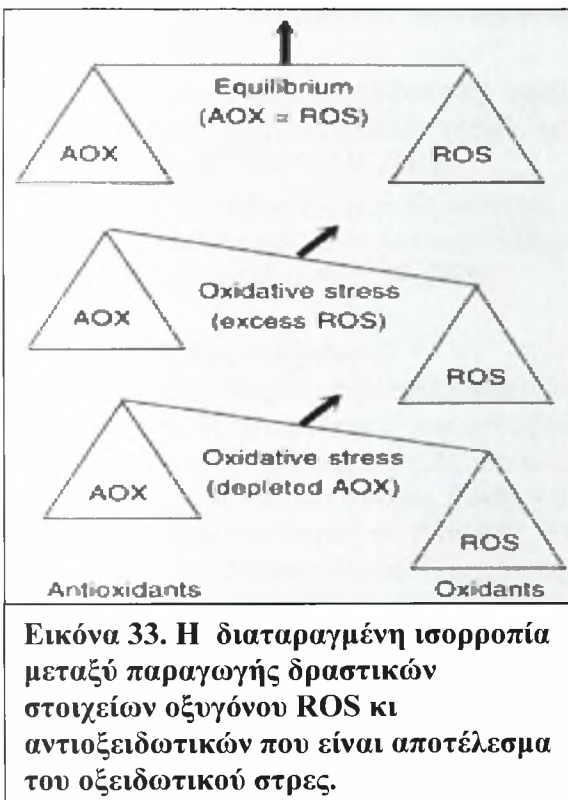 Equilibrium
(AOX = ROS)
AOX
ROS
Oxidative stress
(excess ROS)
AOX
ROS
Oxidative stress
(depleted AOX)
AOX
ROS
Antioxidants
Oxidants
Εικόνα 33. Η διαταραγμένη ισορροπία
μεταξύ παραγωγής δραστικών
στοιχείων οξυγόνου ROS κι
αντιοξειδωτικών που είναι αποτέλεσμα
του οξειδωτικού στρες.